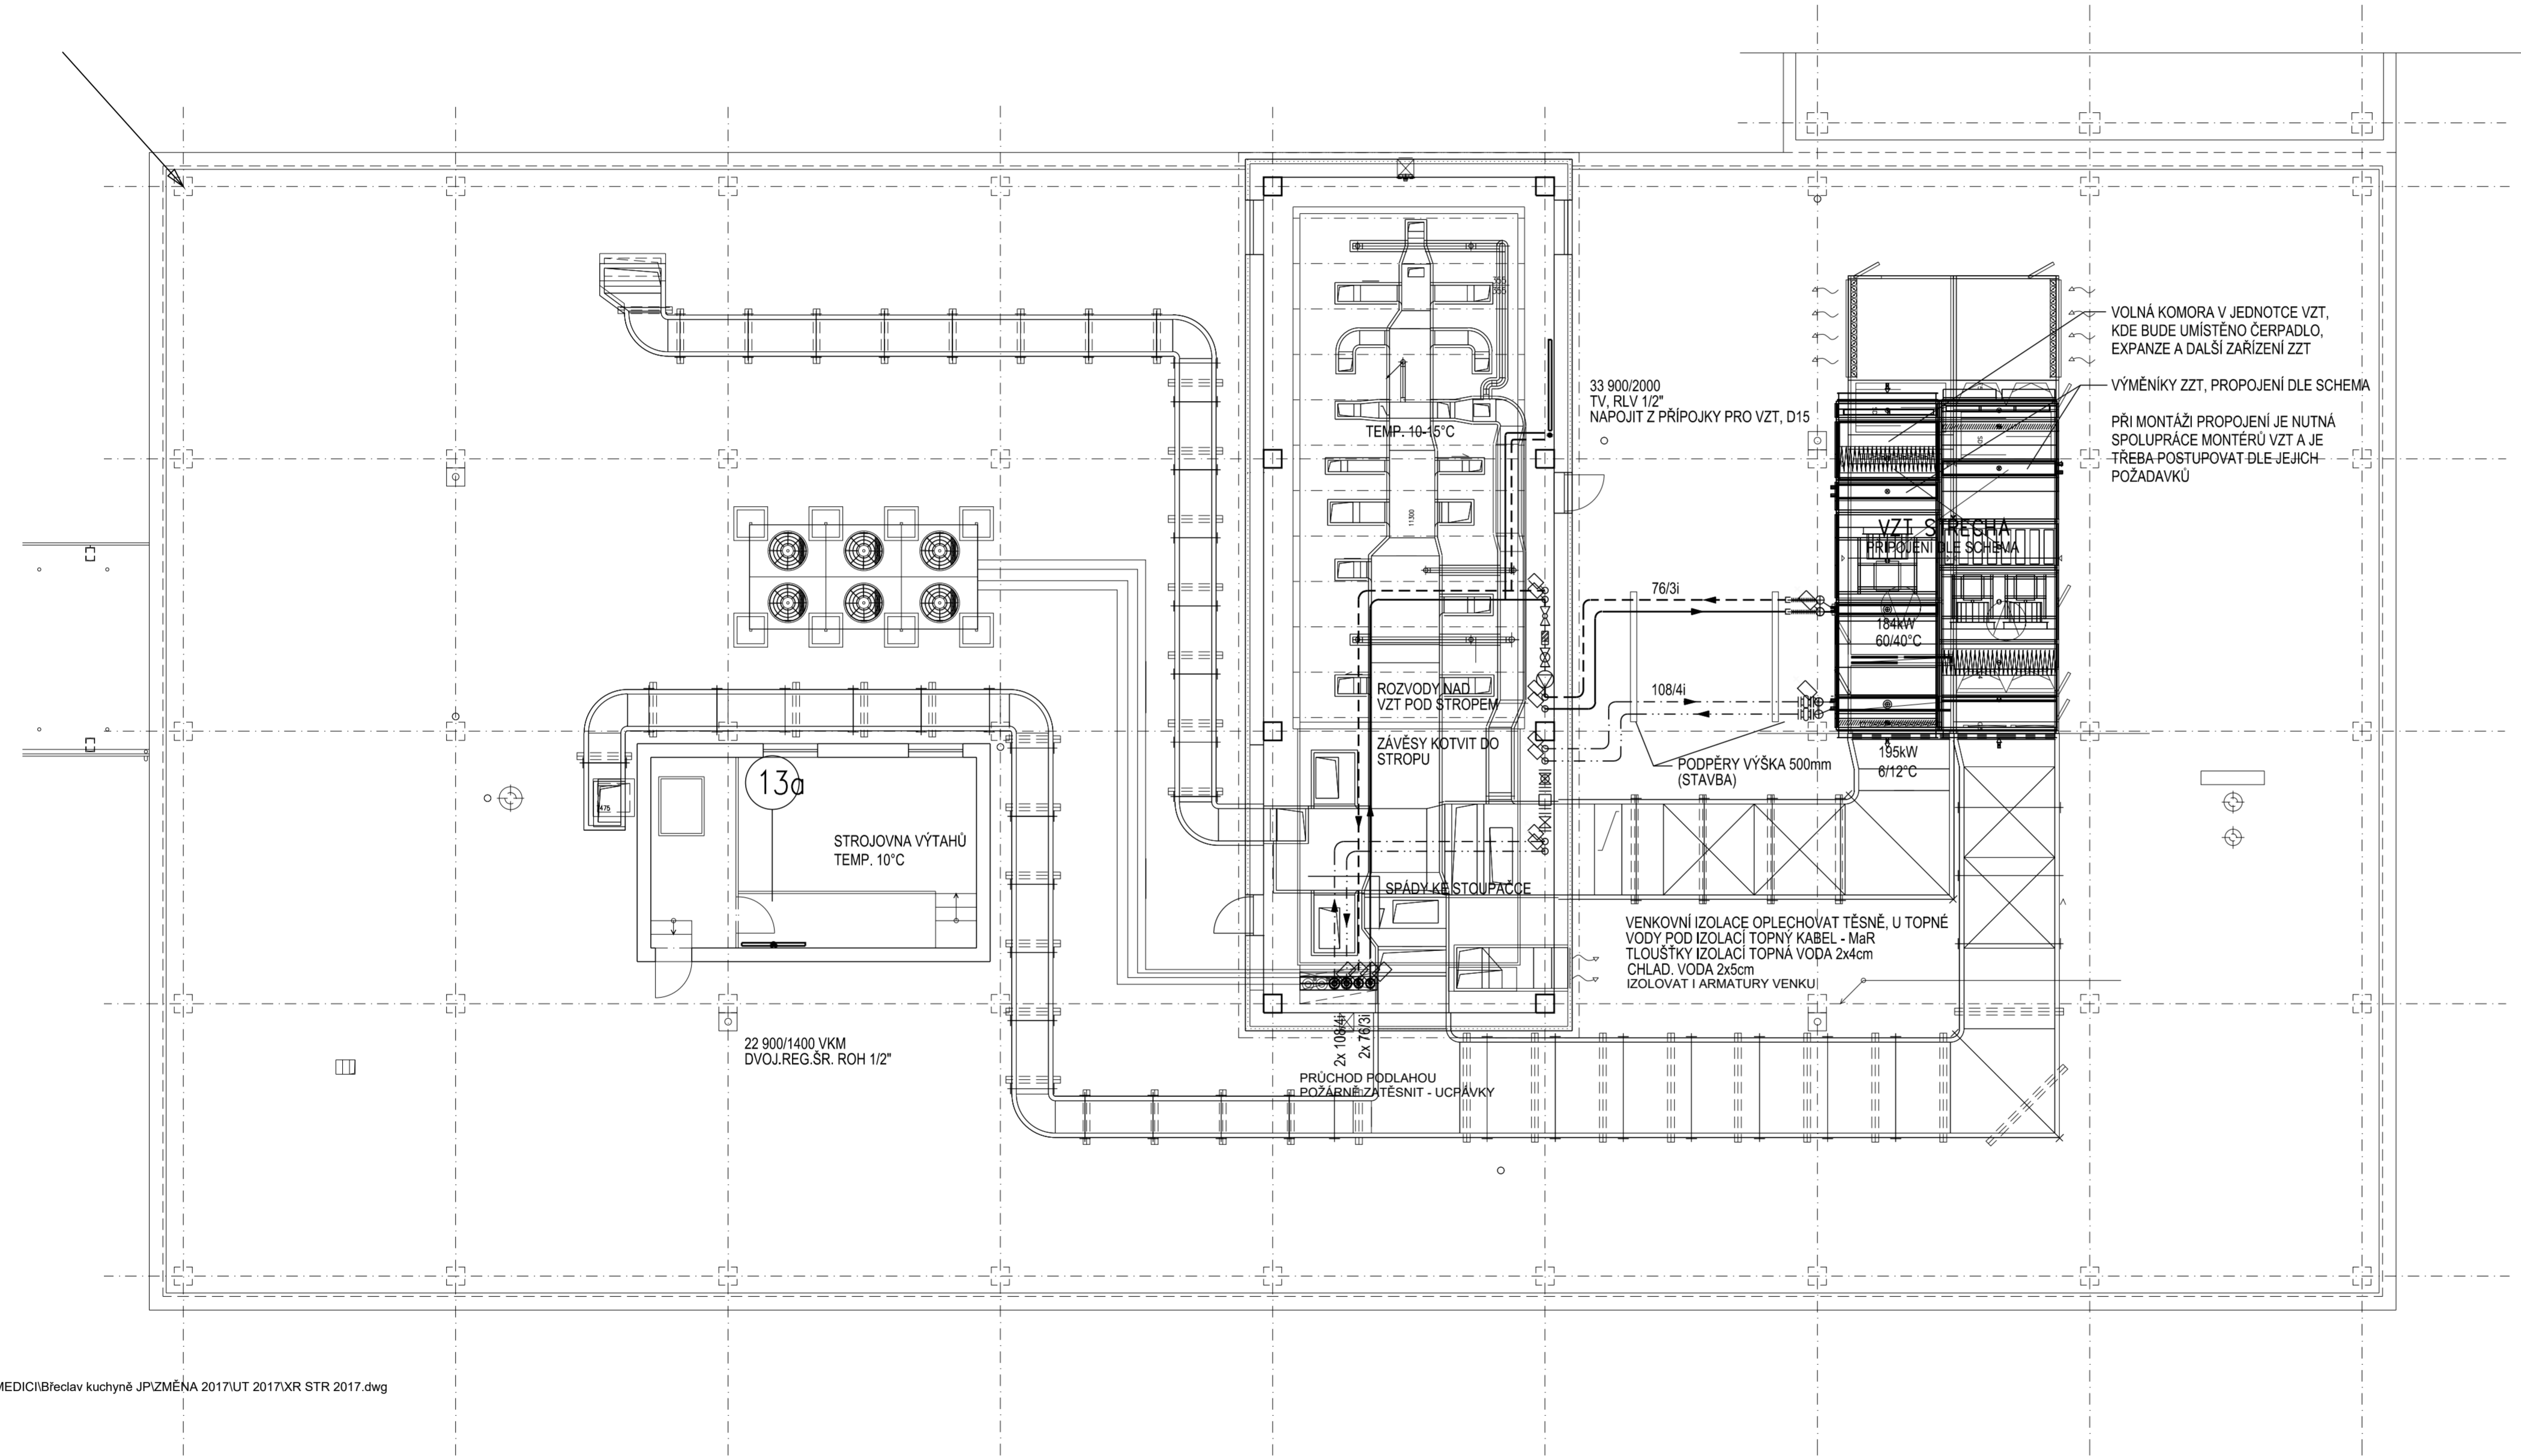 VOLNÁ KOMORA V JEDNOTCE VZT,
KDE BUDE UMÍSTĚNO ČERPADLO,
EXPANZE A DALŠÍ ZAŘÍZENÍ ZZT
VÝMĚNÍKY ZZT, PROPOJENÍ DLE SCHEMA
PŘI MONTÁŽI PROPOJENÍ JE NUTNÁ
SPOLUPRÁCE MONTÉRŮ VZT A JE
TŘEBA POSTUPOVAT DLE JEJICH
POŽADAVKŮ
33 900/2000
TV, RLV 1/2"
NAPOJIT Z PŘÍPOJKY PRO VZT, D15
TEMP. 10-15°C
11300
VZT STŘECHA
PŘIPOJENÍ DLE SCHEMA
76/3i
184kW
60/40°C
108/4i
ROZVODY NAD
VZT POD STROPEM
ZÁVĚSY KOTVIT DO
STROPU
195kW
6/12°C
PODPĚRY VÝŠKA 500mm
(STAVBA)
13a
475
STROJOVNA VÝTAHŮ
TEMP. 10°C
SPÁDY KE STOUPAČCE
VENKOVNÍ IZOLACE OPLECHOVAT TĚSNĚ, U TOPNÉ
VODY POD IZOLACÍ TOPNÝ KABEL - MaR
TLOUŠŤKY IZOLACÍ TOPNÁ VODA 2x4cm
CHLAD. VODA 2x5cm
IZOLOVAT I ARMATURY VENKU
22 900/1400 VKM
DVOJ.REG.ŠR. ROH 1/2"
2x 108/4i
2x 76/3i
PRŮCHOD PODLAHOU
POŽÁRNĚ ZATĚSNIT - UCPÁVKY
MEDICI\Břeclav kuchyně JP\ZMĚNA 2017\UT 2017\XR STR 2017.dwg